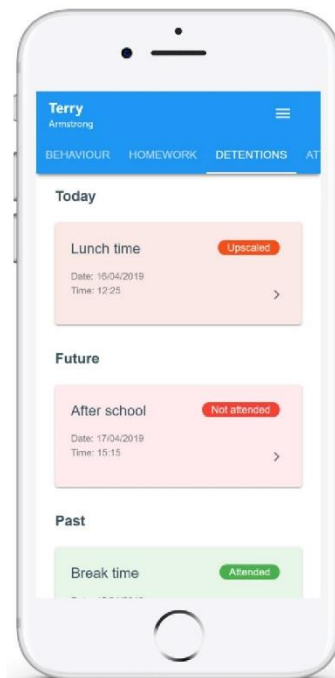 Terry
Armstrong
BEHAVIOUR HOMEWORK DETENTIONS AT
Today
Lunch time Upscaled
Date: 16/04/2019
Time: 12:25
Future
After school Not attended
Date: 17/04/2019
Time: 15:15
Past
Break time Attended